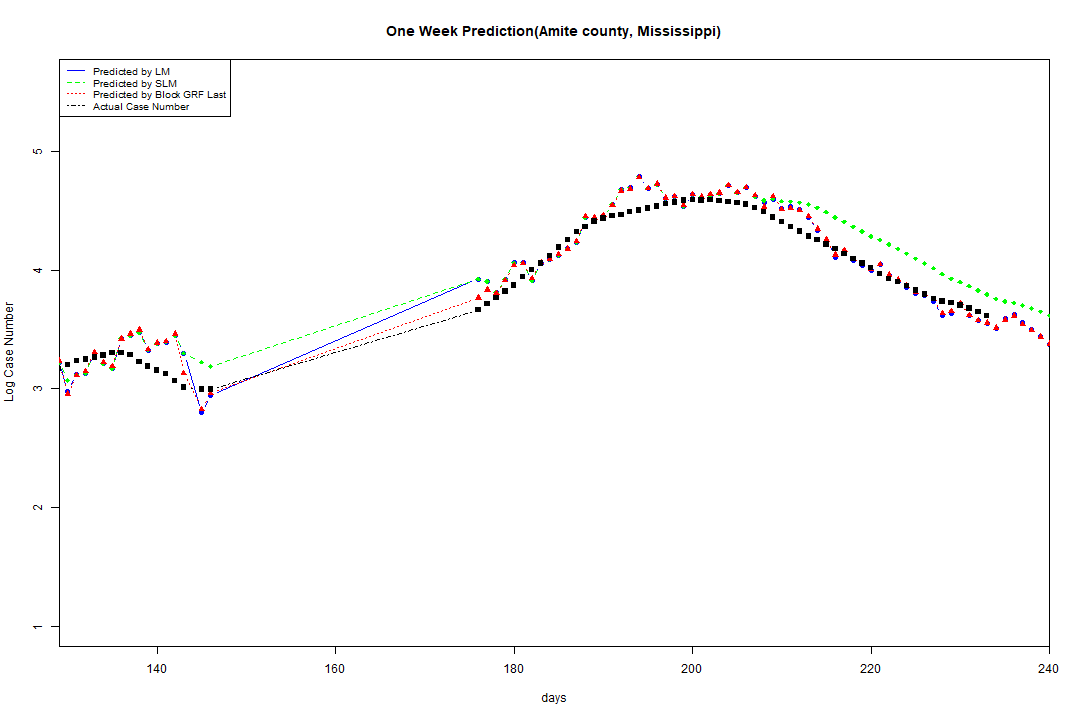 One Week Prediction(Amite county, Mississippi)
Predicted by LM
Predicted by SLM
Predicted by Block GRF Last
Actual Case Number
5
4
3
2
1
Log Case Number
140 160 180 200 220 240
days